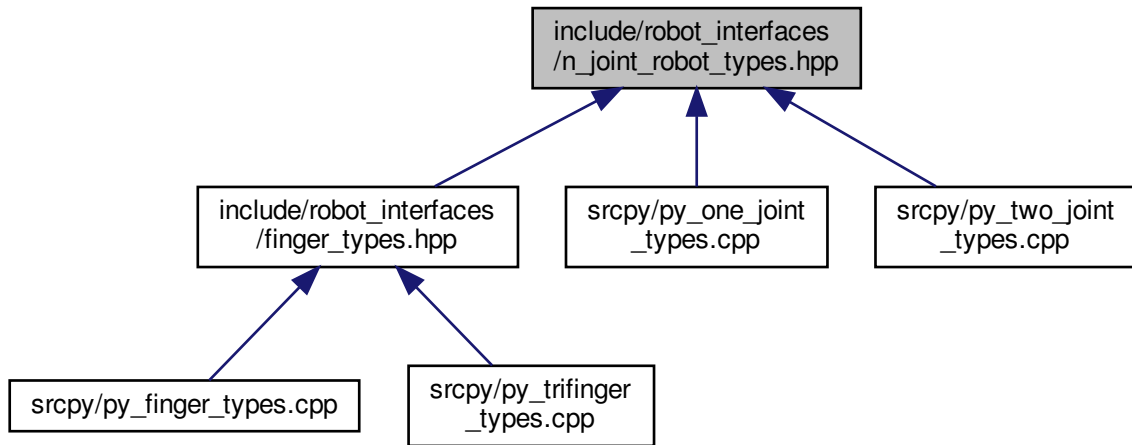 include/robot_interfaces
/n_joint_robot_types.hpp
include/robot_interfaces
/finger_types.hpp
srcpy/py_one_joint
_types.cpp
srcpy/py_two_joint
_types.cpp
srcpy/py_finger_types.cpp
srcpy/py_trifinger
_types.cpp